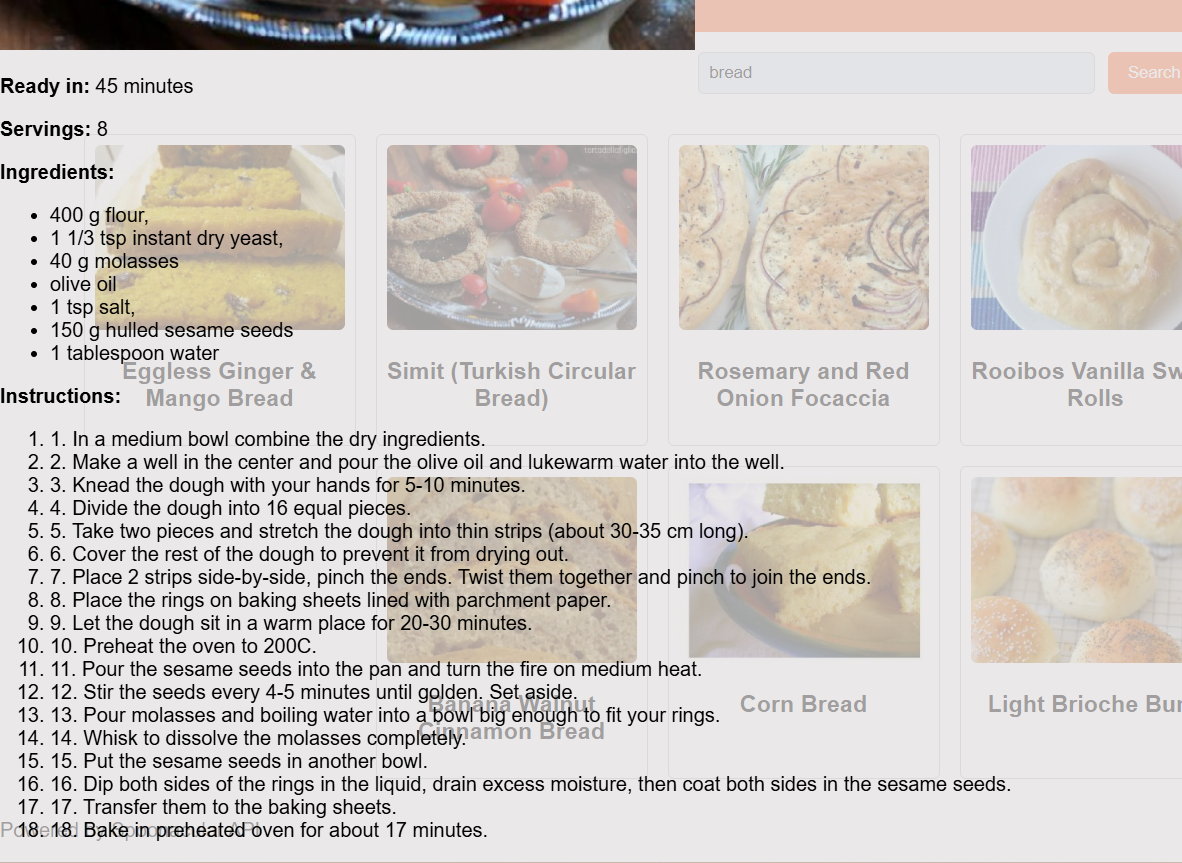 bread
Search
Ready in: 45 minutes
Servings: 8
Ingredients:
• 400 g flour,
• 1 1/3 tsp instant dry yeast,
• 40 g molasses
• olive oil
• 1 tsp salt,
• 150 g hulled sesame seeds
• 1 tablespoon water
Instructions:
1. 1. In a medium bowl combine the dry ingredients.
2. 2. Make a well in the center and pour the olive oil and lukewarm water into the well.
3. 3. Knead the dough with your hands for 5-10 minutes.
4. 4. Divide the dough into 16 equal pieces.
5. 5. Take two pieces and stretch the dough into thin strips (about 30-35 cm long).
6. 6. Cover the rest of the dough to prevent it from drying out.
7. 7. Place 2 strips side-by-side, pinch the ends. Twist them together and pinch to join the ends.
8. 8. Place the rings on baking sheets lined with parchment paper.
9. 9. Let the dough sit in a warm place for 20-30 minutes.
10. 10. Preheat the oven to 200C.
11. 11. Pour the sesame seeds into the pan and turn the fire on medium heat.
12. 12. Stir the seeds every 4-5 minutes until golden. Set aside.
13. 13. Pour molasses and boiling water into a bowl big enough to fit your rings.
14. 14. Whisk to dissolve the molasses completely.
15. 15. Put the sesame seeds in another bowl.
16. 16. Dip both sides of the rings in the liquid, drain excess moisture, then coat both sides in the sesame seeds.
17. 17. Transfer them to the baking sheets.
18. 18. Bake in preheated oven for about 17 minutes.
Eggless Ginger &
Mango Bread
Simit (Turkish Circular
Bread)
Rosemary and Red
Onion Focaccia
Rooibos Vanilla Sw
Rolls
Banana Walnut
Cinnamon Bread
Corn Bread
Light Brioche Bu
Powered by Spoonacular API